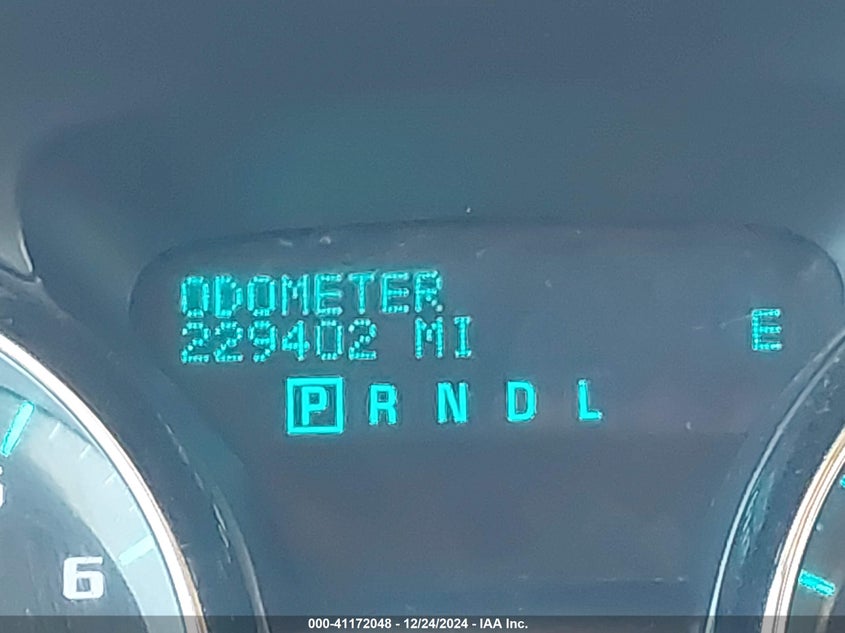 ODOMETER
229402 MI
E
P R N D L
6
000-41172048 - 12/24/2024 - IAA Inc.